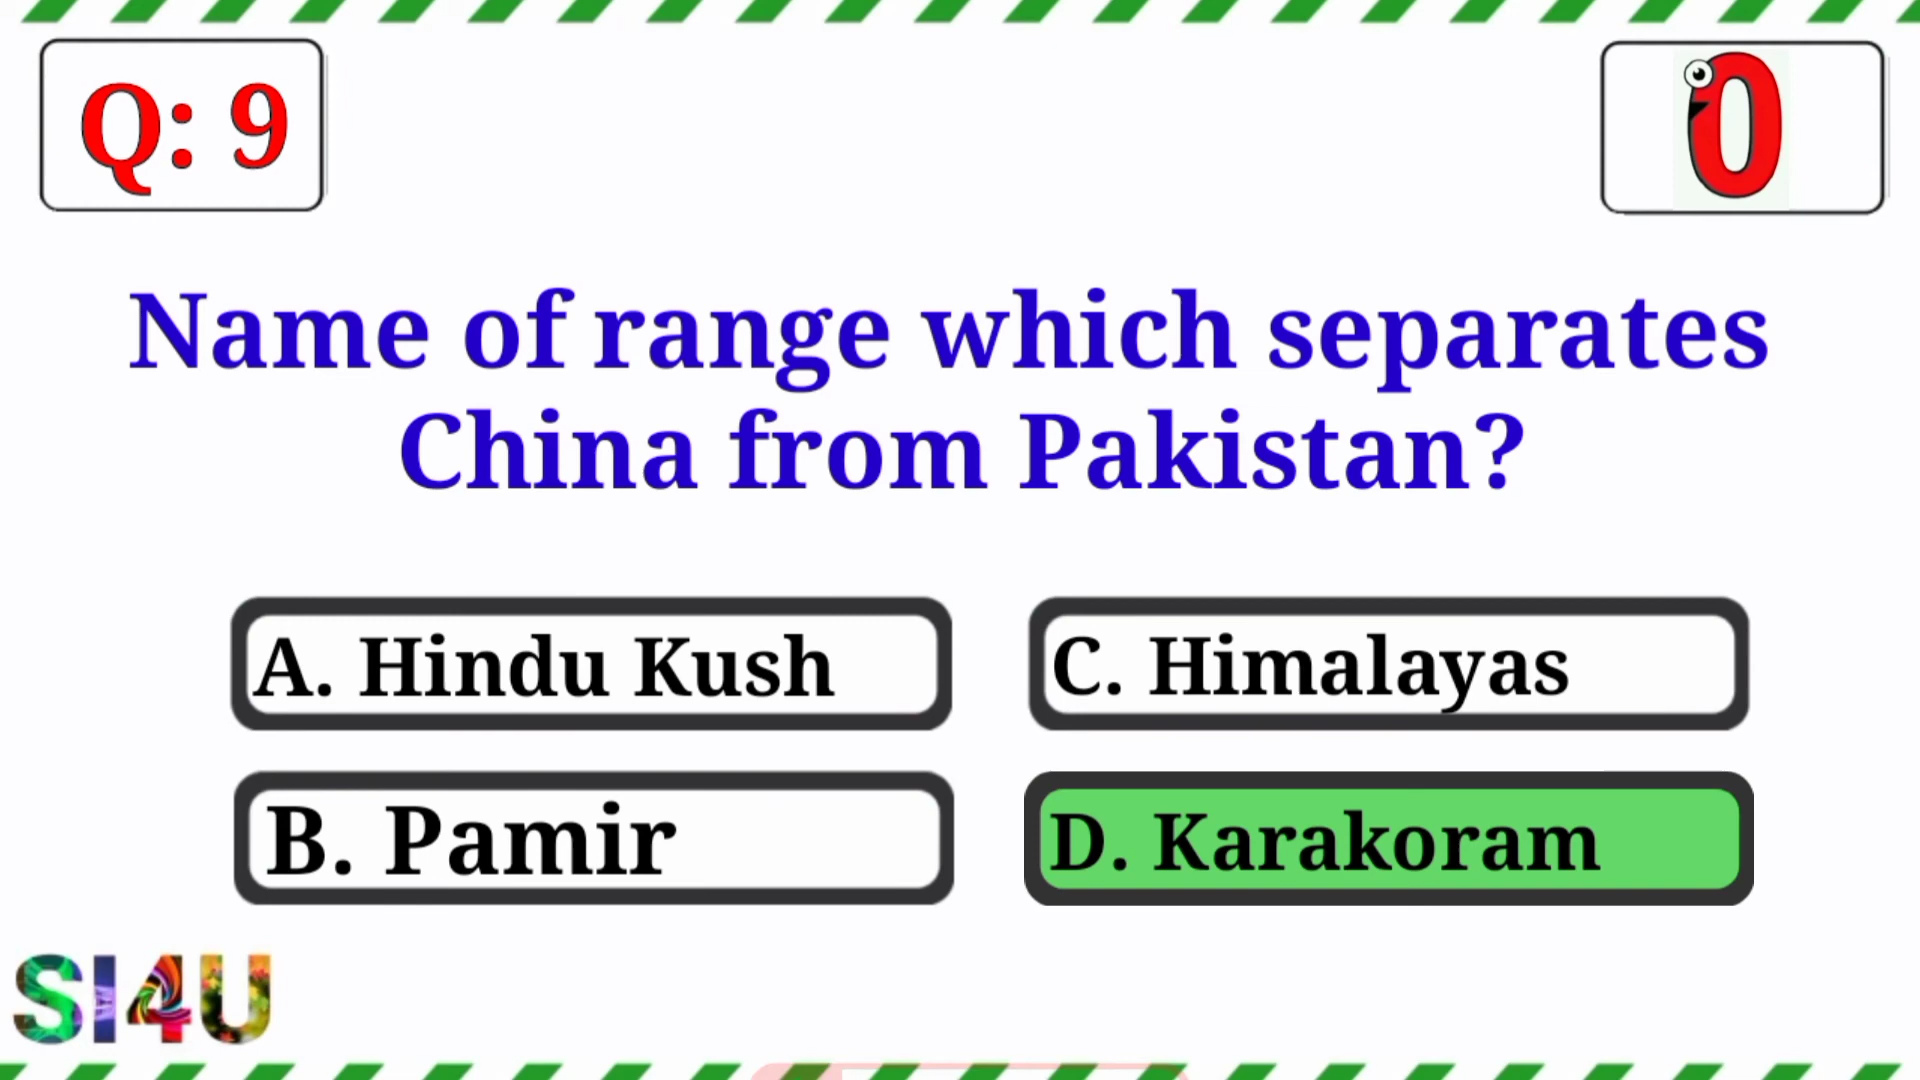 Q: 9
0
Name of range which separates
China from Pakistan?
A. Hindu Kush
C. Himalayas
B. Pamir
D. Karakoram
SI4U